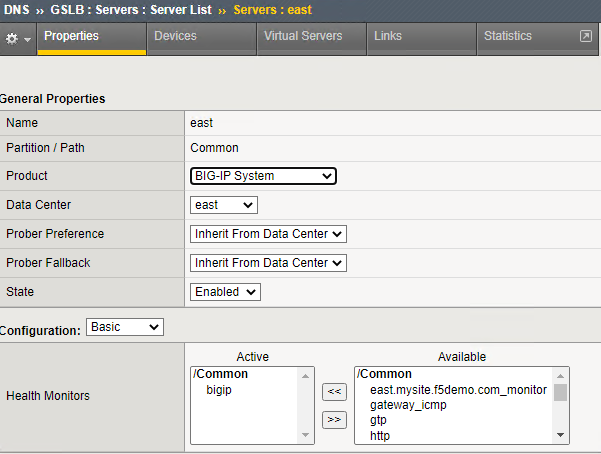 DNS ›› GSLB : Servers : Server List ›› Servers : east
Properties Devices Virtual Servers Links Statistics
General Properties
Name east
Partition / Path Common
Product BIG-IP System
Data Center east
Prober Preference Inherit From Data Center
Prober Fallback Inherit From Data Center
State Enabled
Configuration: Basic
Active Available
/Common /Common
bigip east.mysite.f5demo.com_monitor
<< gateway_icmp
Health Monitors
gtp
>> http